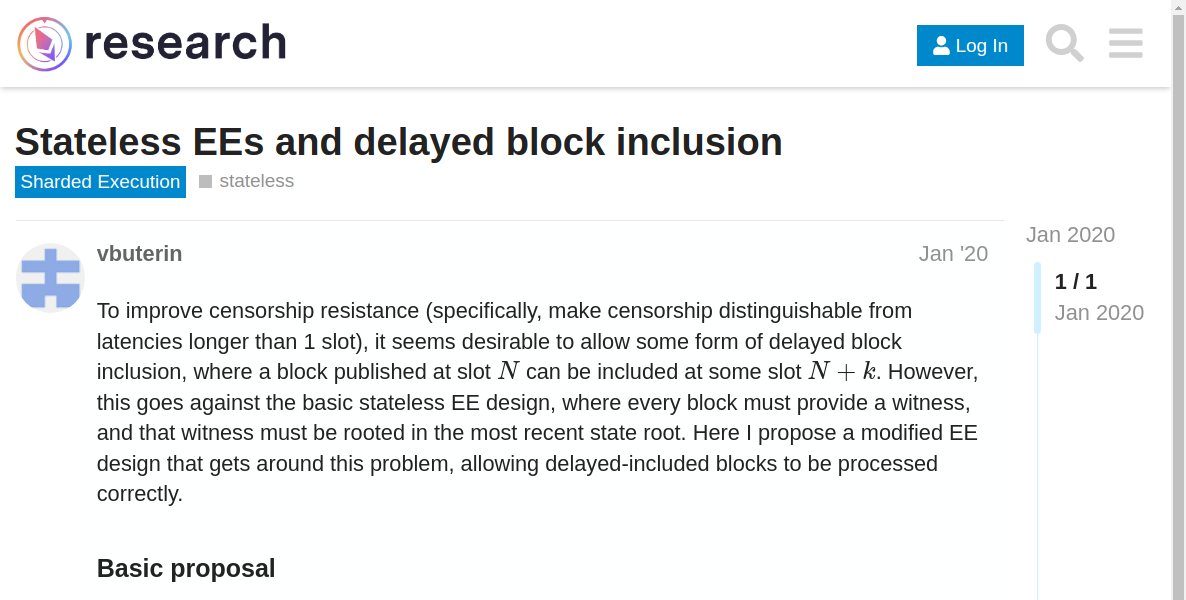 research
Log In
Stateless EEs and delayed block inclusion
Sharded Execution stateless
vbuterin Jan '20
To improve censorship resistance (specifically, make censorship distinguishable from
latencies longer than 1 slot), it seems desirable to allow some form of delayed block
inclusion, where a block published at slot N can be included at some slot N + k. However,
this goes against the basic stateless EE design, where every block must provide a witness,
and that witness must be rooted in the most recent state root. Here I propose a modified EE
design that gets around this problem, allowing delayed-included blocks to be processed
correctly.
Basic proposal
Jan 2020
1 / 1
Jan 2020